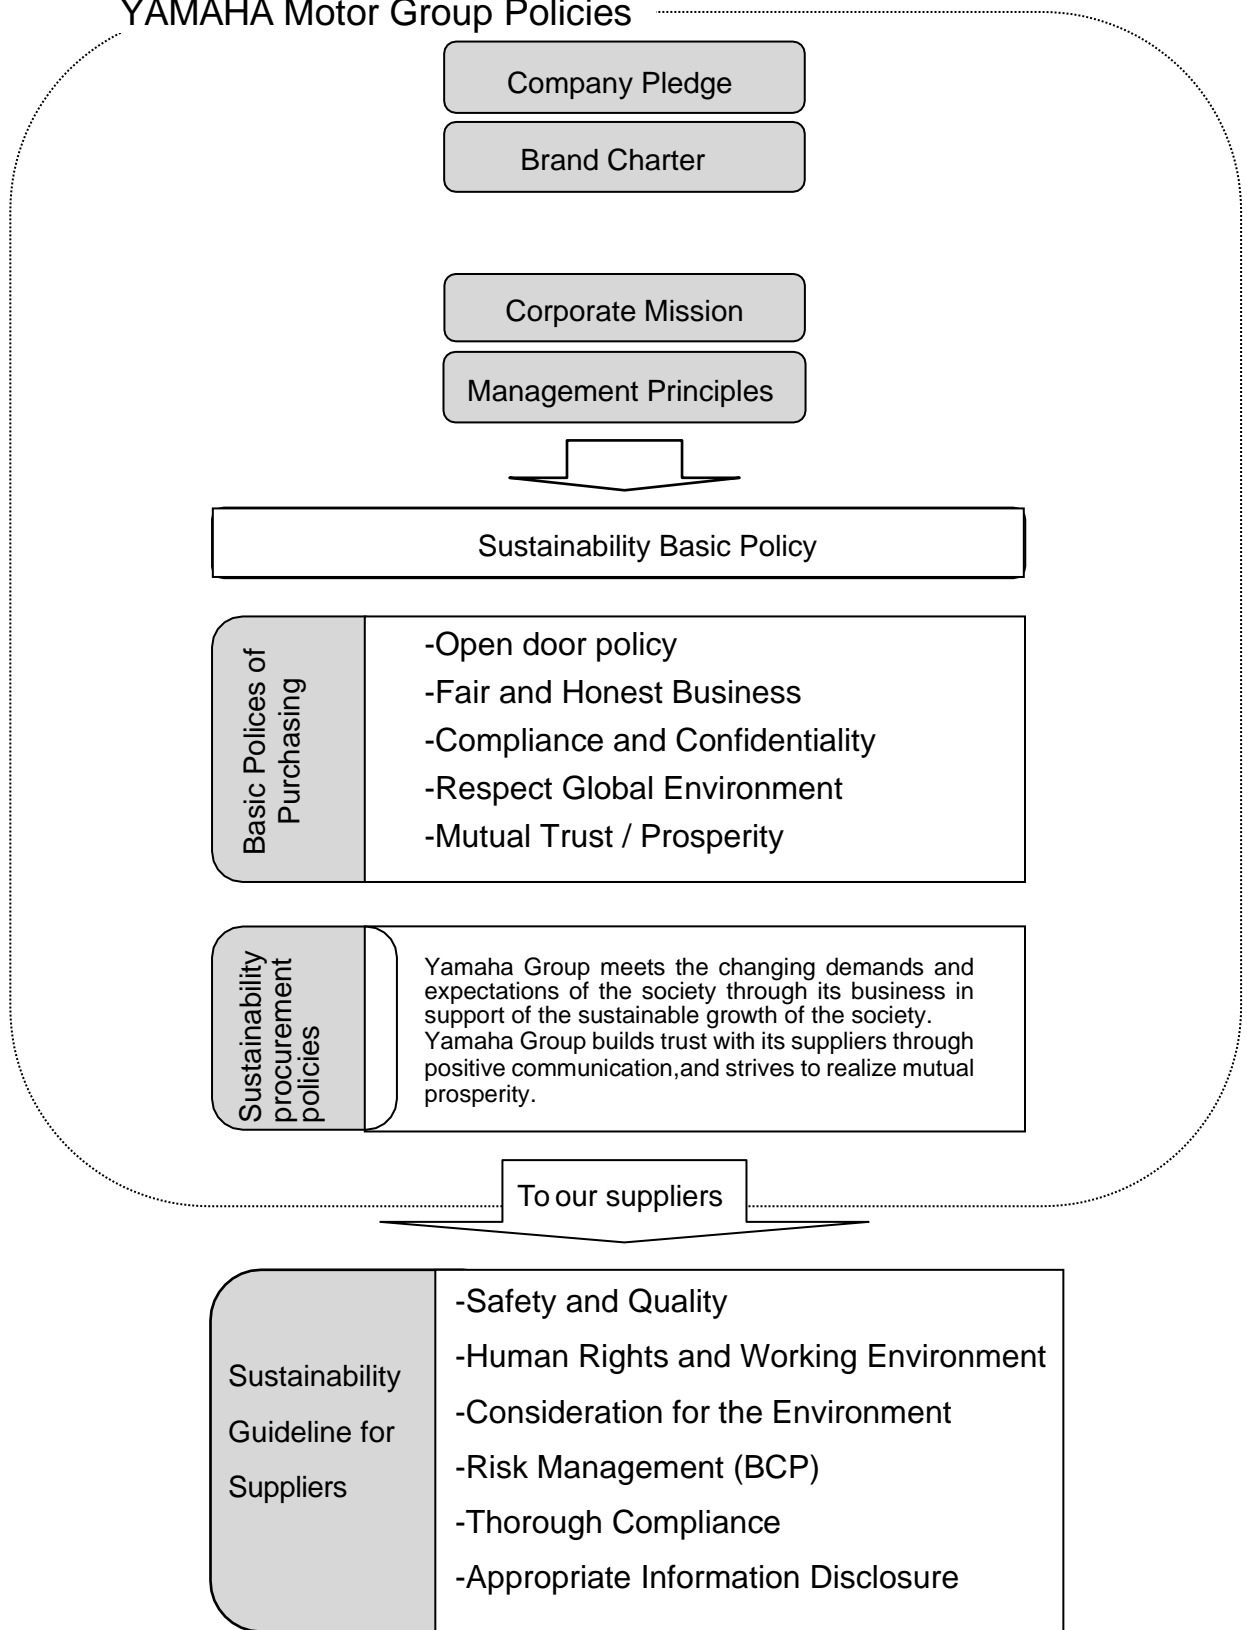 YAMAHA Motor Group Policies
Company Pledge
Brand Charter
Corporate Mission
Management Principles
Sustainability Basic Policy
Basic Polices of
Purchasing
-Open door policy
-Fair and Honest Business
-Compliance and Confidentiality
-Respect Global Environment
-Mutual Trust / Prosperity
Sustainability
procurement
policies
Yamaha Group meets the changing demands and
expectations of the society through its business in
support of the sustainable growth of the society.
Yamaha Group builds trust with its suppliers through
positive communication,and strives to realize mutual
prosperity.
To our suppliers
Sustainability
Guideline for
Suppliers
-Safety and Quality
-Human Rights and Working Environment
-Consideration for the Environment
-Risk Management (BCP)
-Thorough Compliance
-Appropriate Information Disclosure